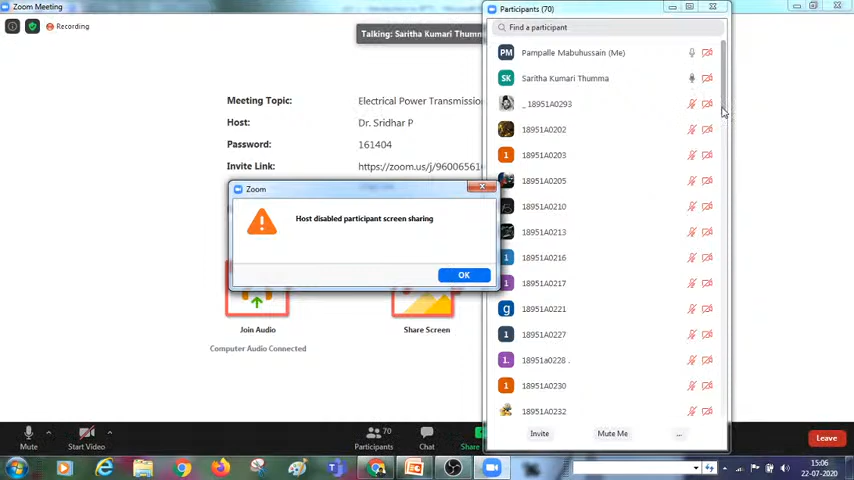 Zoom Meeting
Recording
Talking: Saritha Kumari Thumm
Meeting Topic:
Electrical Power Transmission
Host:
Dr. Sridhar P
Password:
161404
Invite Link:
https://zoom.us/j/96006561
Zoom
Host disabled participant screen sharing
OK
Join Audio
Computer Audio Connected
Share Screen
Mute
Start Video
70
Participants
Chat
Share
Participants (70)
Find a participant
PM
Pampalle Mabuhussain (Me)
SK
Saritha Kumari Thumma
_ 18951A0293
18951A0202
1
18951A0203
18951A0205
18951A0210
18951A0213
1
18951A0216
1
18951A0217
g
18951A0221
1
18951A0227
1.
18951a0228 .
1
18951A0230
18951A0232
Invite
Mute Me
...
Leave
15:06
22-07-2020